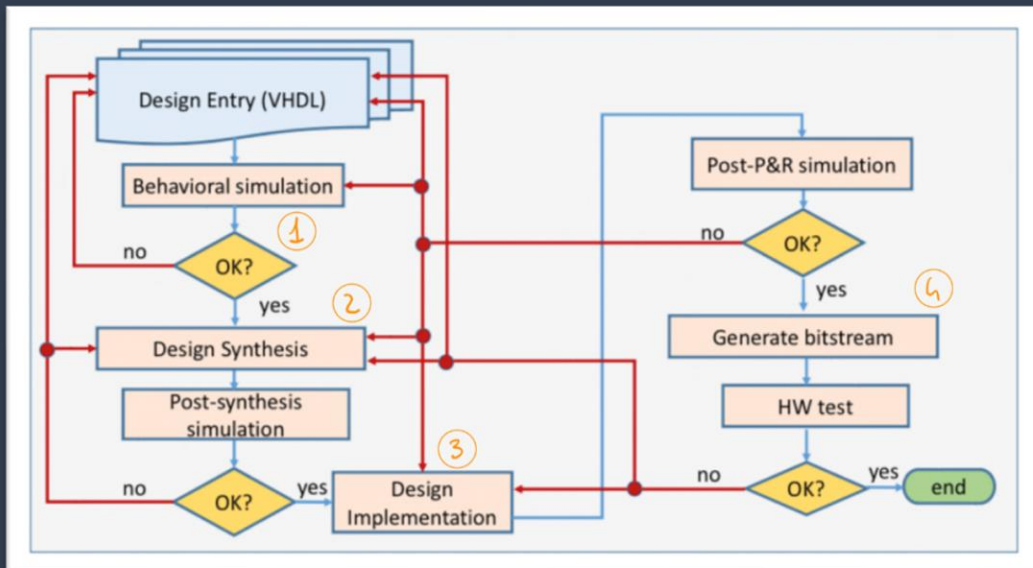 Design Entry (VHDL)
Behavioral simulation
1
no
OK?
yes
2
Design Synthesis
Post-synthesis
simulation
no
OK?
yes
3
Design
Implementation
Post-P&R simulation
no
OK?
yes
4
Generate bitstream
HW test
no
OK?
yes
end